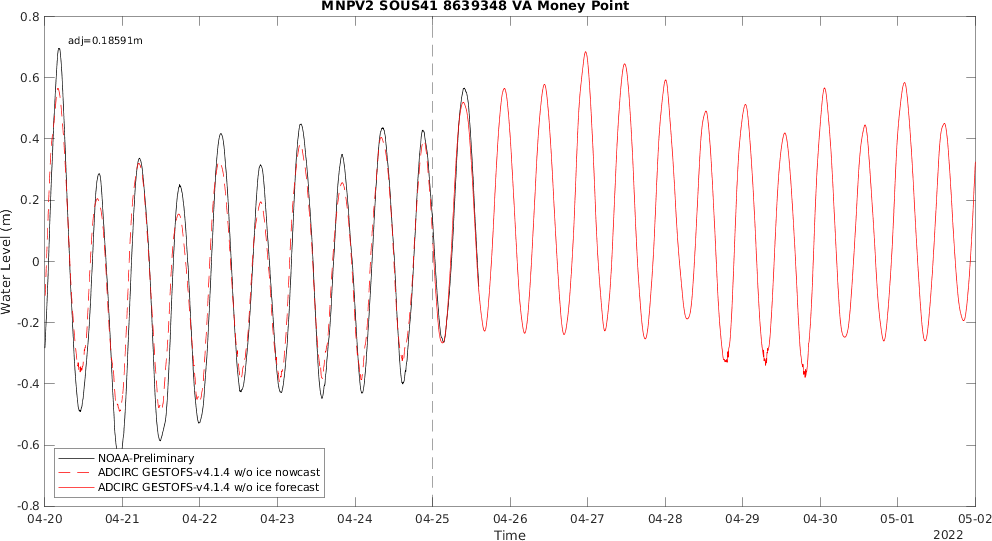 MNPV2 SOUS41 8639348 VA Money Point
adj=0.18591m
0.8
0.6
0.4
0.2
0
-0.2
-0.4
-0.6
-0.8
Water Level (m)
NOAA-Preliminary
ADCIRC GESTOFS-v4.1.4 w/o ice nowcast
ADCIRC GESTOFS-v4.1.4 w/o ice forecast
04-20 04-21 04-22 04-23 04-24 04-25 04-26 04-27 04-28 04-29 04-30 05-01 05-02
Time
2022